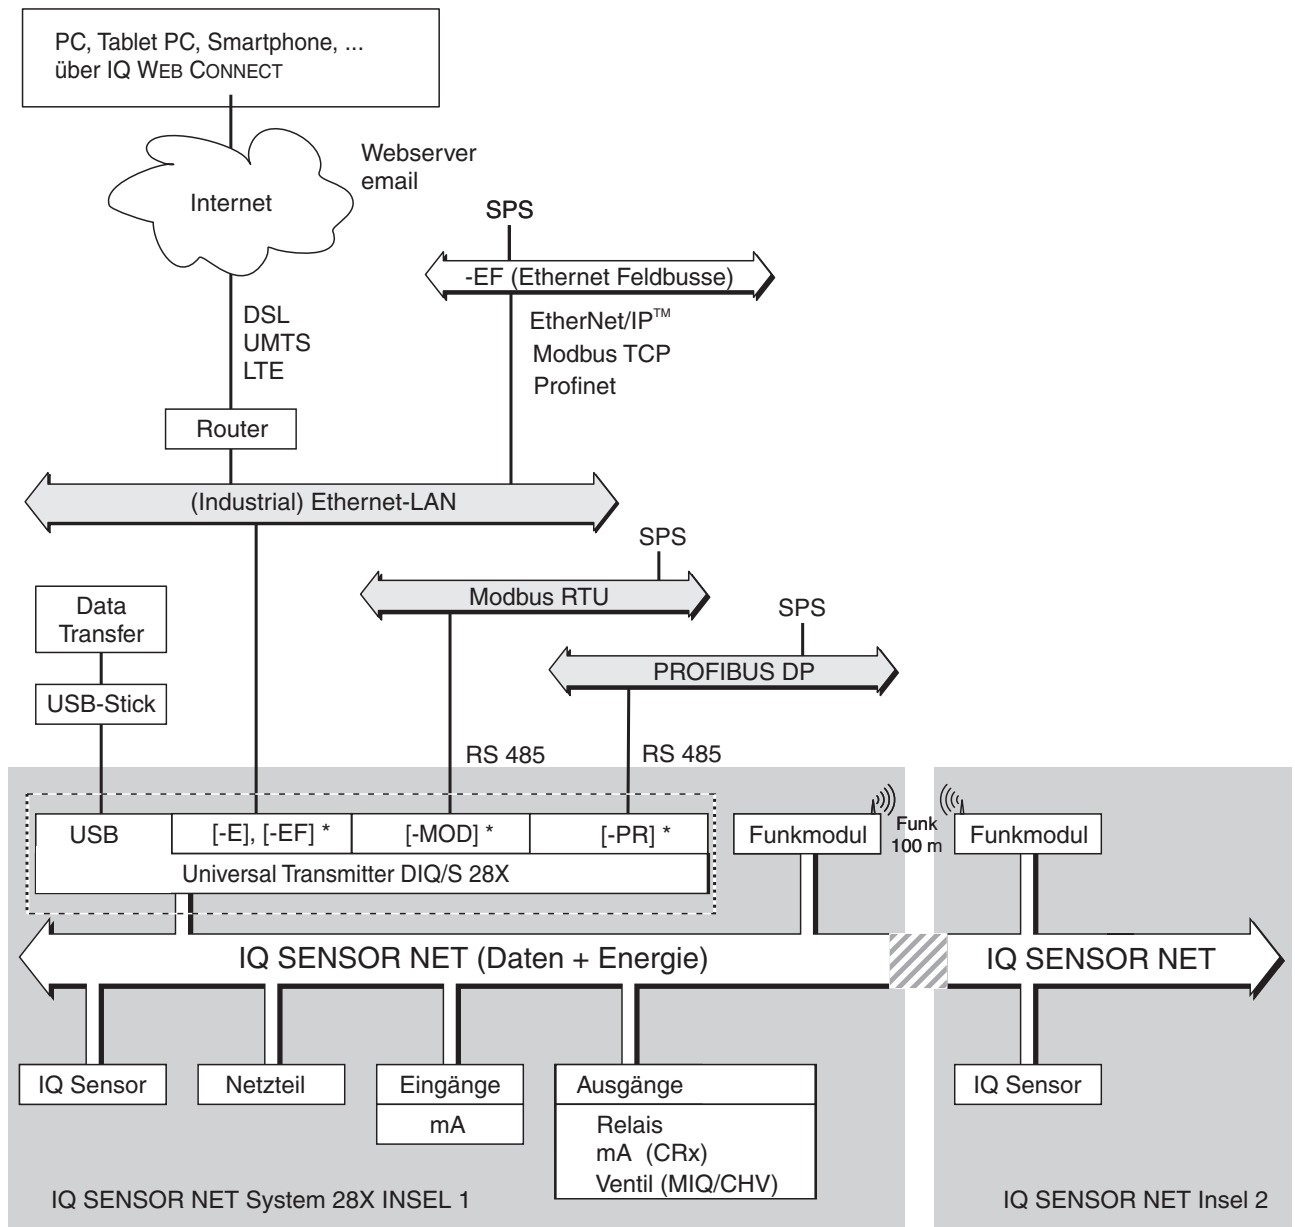 PC, Tablet PC, Smartphone, ...
über IQ WEB CONNECT
Webserver
email
Internet
SPS
-EF (Ethernet Feldbusse)
DSL
UMTS
LTE
EtherNet/IP™
Modbus TCP
Profinet
Router
(Industrial) Ethernet-LAN
SPS
Modbus RTU
Data
Transfer
SPS
PROFIBUS DP
USB-Stick
RS 485
RS 485
USB
[-E], [-EF] *
[-MOD] *
[-PR] *
Universal Transmitter DIQ/S 28X
Funkmodul
Funk
100 m
Funkmodul
IQ SENSOR NET (Daten + Energie)
IQ SENSOR NET
IQ Sensor
Netzteil
Eingänge
mA
Ausgänge
Relais
mA (CRx)
Ventil (MIQ/CHV)
IQ Sensor
IQ SENSOR NET System 28X INSEL 1
IQ SENSOR NET Insel 2